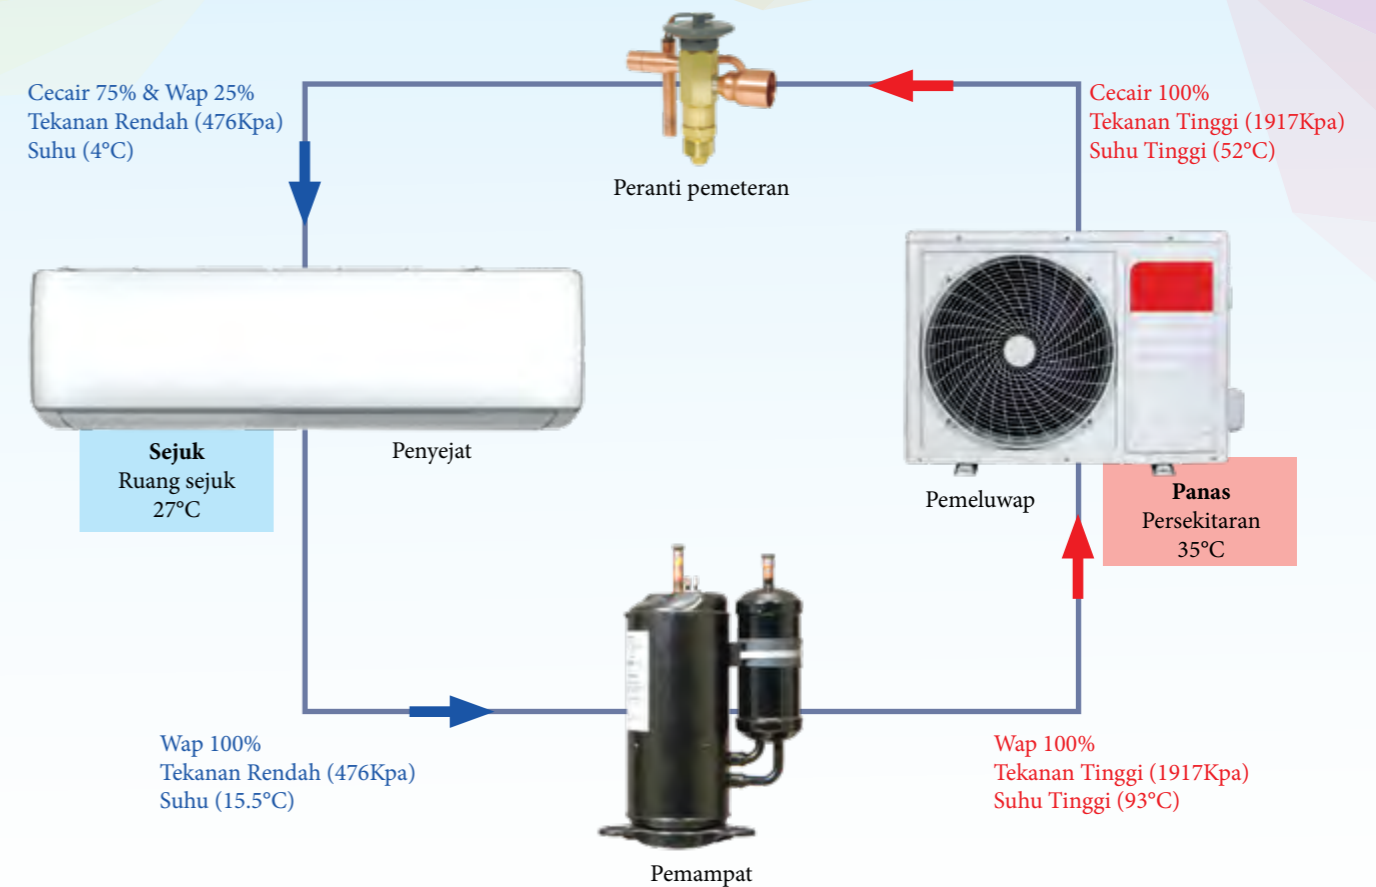 Cecair 75% & Wap 25%
Tekanan Rendah (476Kpa)
Suhu (4°C)
Peranti pemeteran
Cecair 100%
Tekanan Tinggi (1917Kpa)
Suhu Tinggi (52°C)
Sejuk
Ruang sejuk
27°C
Penyejat
Pemeluwap
Panas
Persekitaran
35°C
Wap 100%
Tekanan Rendah (476Kpa)
Suhu (15.5°C)
Pemampat
Wap 100%
Tekanan Tinggi (1917Kpa)
Suhu Tinggi (93°C)